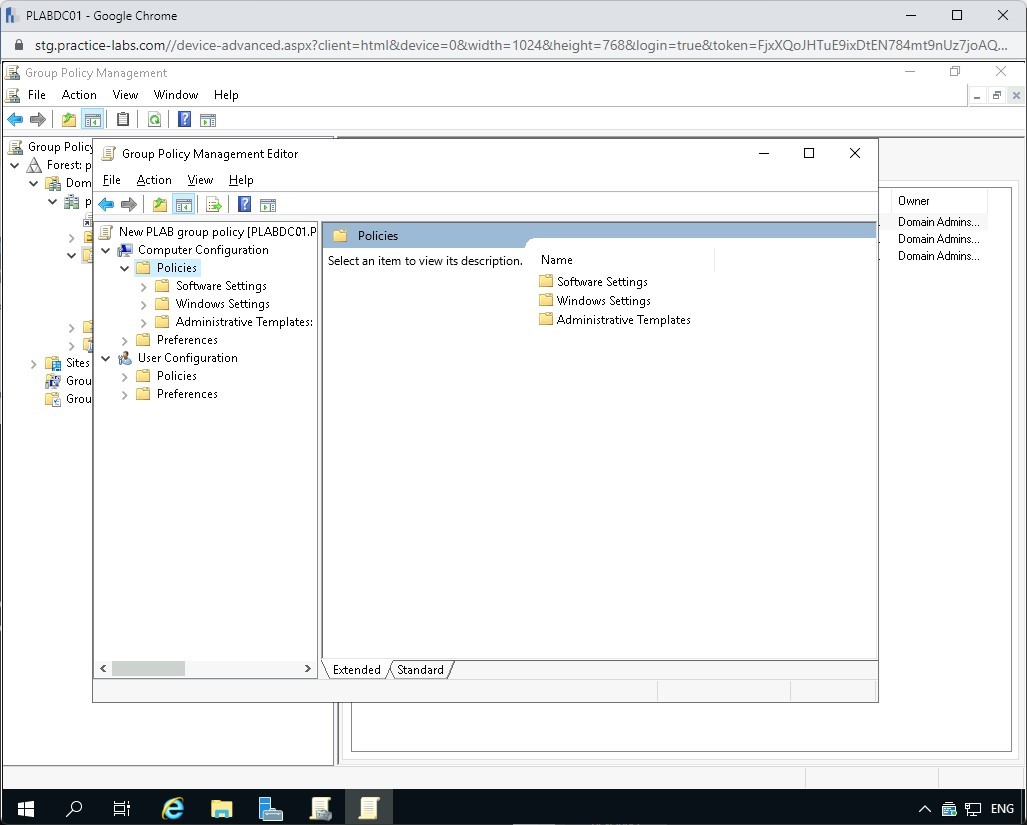 PLABDC01 - Google Chrome
stg.practice-labs.com//device-advanced.aspx?client=html&device=0&width=1024&height=768&login=true&token=FjxXQoJHTuE9ixDtEN784mt9nUz7joAQ...
Group Policy Management
File Action View Window Help
Group Policy
Forest: p
Dom
p
Sites
Grou
Grou
Owner
Domain Admins...
Domain Admins...
Domain Admins...
Group Policy Management Editor
File Action View Help
New PLAB group policy [PLABDC01.P
Computer Configuration
Policies
Software Settings
Windows Settings
Administrative Templates:
Preferences
User Configuration
Policies
Preferences
Policies
Select an item to view its description.
Name
Software Settings
Windows Settings
Administrative Templates
Extended Standard
ENG